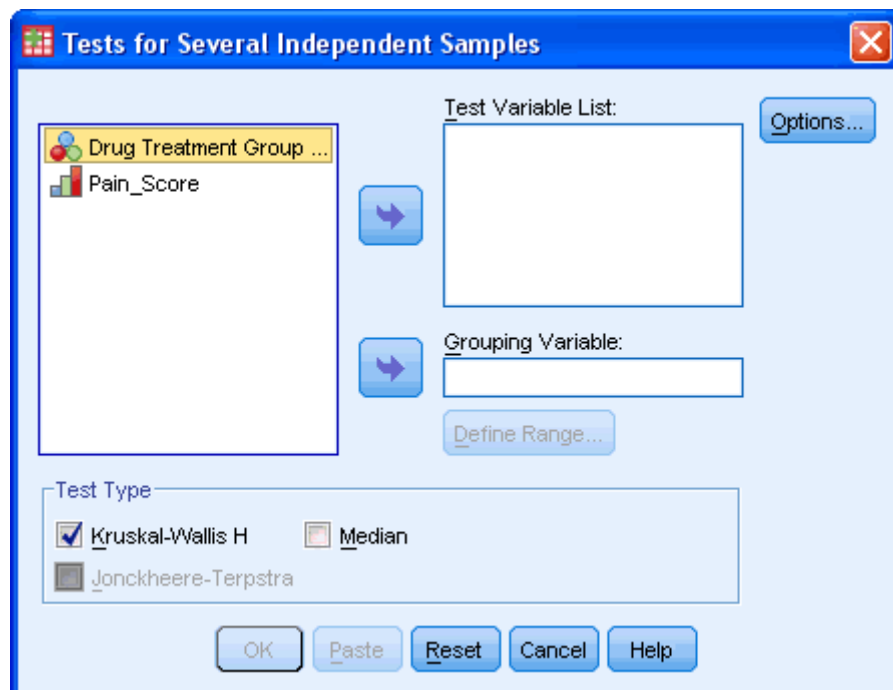 Tests for Several Independent Samples
Drug Treatment Group ...
Pain_Score
Test Variable List:
Options...
Grouping Variable:
Define Range...
Test Type
Kruskal-Wallis H
Median
Jonckheere-Terpstra
OK
Paste
Reset
Cancel
Help